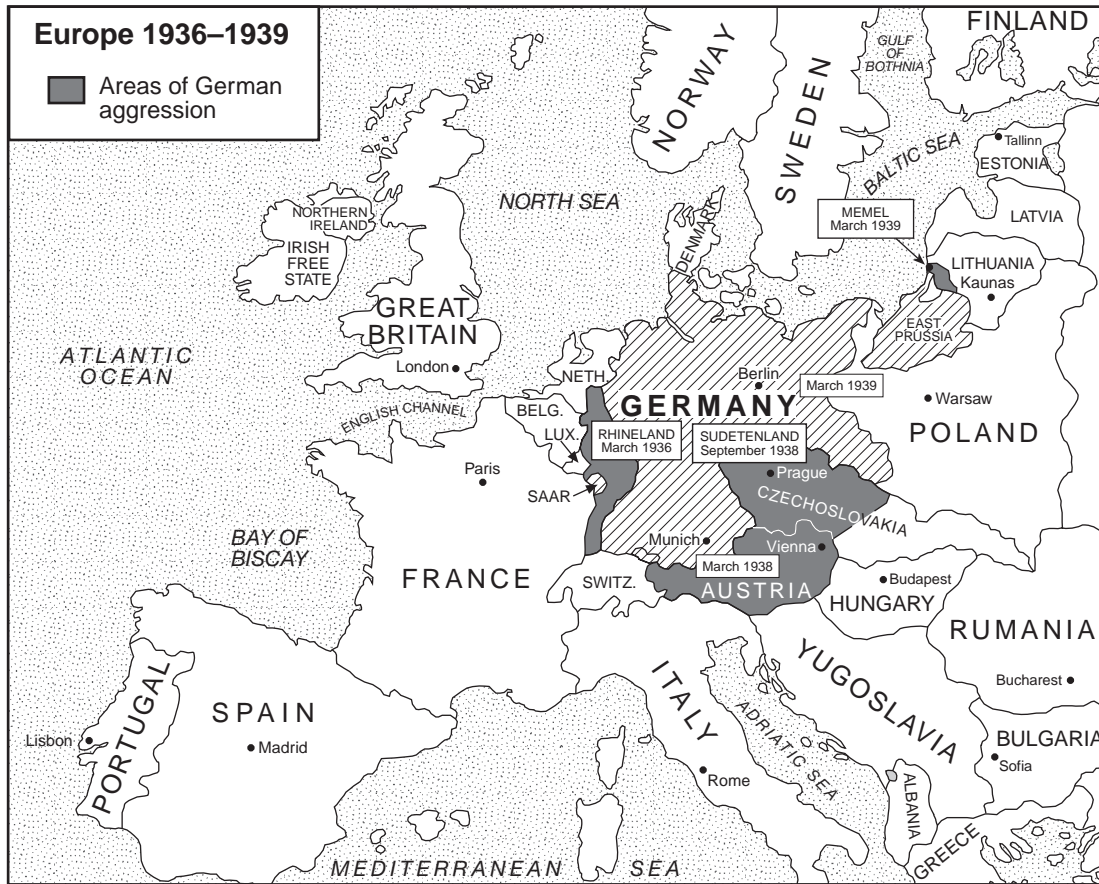 Europe 1936–1939
Areas of German
aggression
FINLAND
GULF
OF
BOTHNIA
NORWAY
SWEDEN
Tallinn
ESTONIA
BALTIC SEA
NORTH SEA
MEMEL
March 1939
LATVIA
NORTHERN
IRELAND
IRISH
FREE
STATE
DENMARK
LITHUANIA
Kaunas
GREAT
BRITAIN
EAST
PRUSSIA
ATLANTIC
OCEAN
London
NETH.
Berlin
March 1939
Warsaw
ENGLISH CHANNEL
BELG.
GERMANY
POLAND
LUX.
RHINELAND
March 1936
SUDETENLAND
September 1938
Paris
Prague
SAAR
CZECHOSLOVAKIA
BAY OF
BISCAY
Munich
Vienna
March 1938
FRANCE
SWITZ.
AUSTRIA
Budapest
HUNGARY
RUMANIA
ITALY
YUGOSLAVIA
Bucharest
PORTUGAL
SPAIN
ADRIATIC SEA
Lisbon
Madrid
BULGARIA
Sofia
Rome
ALBANIA
GREECE
MEDITERRANEAN SEA